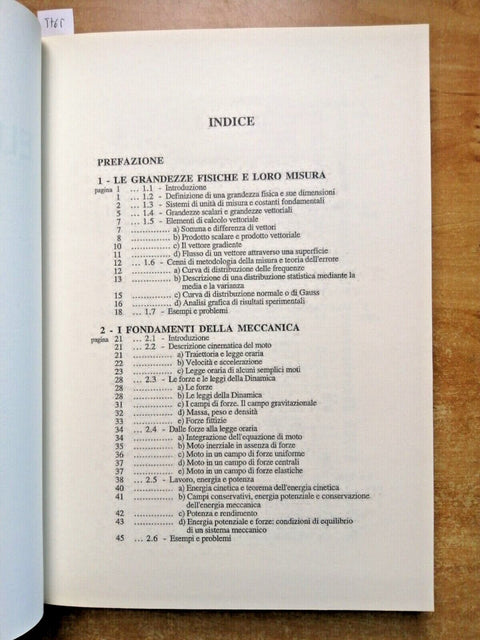 INDICE
PREFAZIONE
1 - LE GRANDEZZE FISICHE E LORO MISURA
pagina 1 ... 1.1 - Introduzione
1 ... 1.2 - Definizione di una grandezza fisica e sue dimensioni
2 ... 1.3 - Sistemi di unità di misura e costanti fondamentali
5 ... 1.4 - Grandezze scalari e grandezze vettoriali
7 ... 1.5 - Elementi di calcolo vettoriale
7 ............... a) Somma e differenza di vettori
8 ............... b) Prodotto scalare e prodotto vettoriale
10 ............... c) Il vettore gradiente
11 ............... d) Flusso di un vettore attraverso una superficie
12 ... 1.6 - Cenni di metodologia della misura e teoria dell'errore
12 ............... a) Curva di distribuzione delle frequenze
13 ............... b) Descrizione di una distribuzione statistica mediante la
media e la varianza
15 ............... c) Curva di distribuzione normale o di Gauss
16 ............... d) Analisi grafica di risultati sperimentali
18 ... 1.7 - Esempi e problemi
2 - I FONDAMENTI DELLA MECCANICA
pagina 21 ... 2.1 - Introduzione
21 ... 2.2 - Descrizione cinematica del moto
21 ............... a) Traiettoria e legge oraria
22 ............... b) Velocità e accelerazione
23 ............... c) Legge oraria di alcuni semplici moti
28 ... 2.3 - Le forze e le leggi della Dinamica
28 ............... a) Le forze
28 ............... b) Le leggi della Dinamica
31 ............... c) I campi di forze. Il campo gravitazionale
32 ............... d) Massa, peso e densità
33 ............... e) Forze fittizie
34 ... 2.4 - Dalle forze alla legge oraria
34 ............... a) Integrazione dell'equazione di moto
35 ............... b) Moto inerziale in assenza di forze
36 ............... c) Moto in un campo di forze uniforme
37 ............... d) Moto in un campo di forze centrali
37 ............... e) Moto in un campo di forze elastiche
38 ... 2.5 - Lavoro, energia e potenza
40 ............... a) Energia cinetica e teorema dell'energia cinetica
41 ............... b) Campi conservativi, energia potenziale e conservazione
dell'energia meccanica
42 ............... c) Potenza e rendimento
43 ............... d) Energia potenziale e forze: condizioni di equilibrio
di un sistema meccanico
45 ... 2.6 - Esempi e problemi